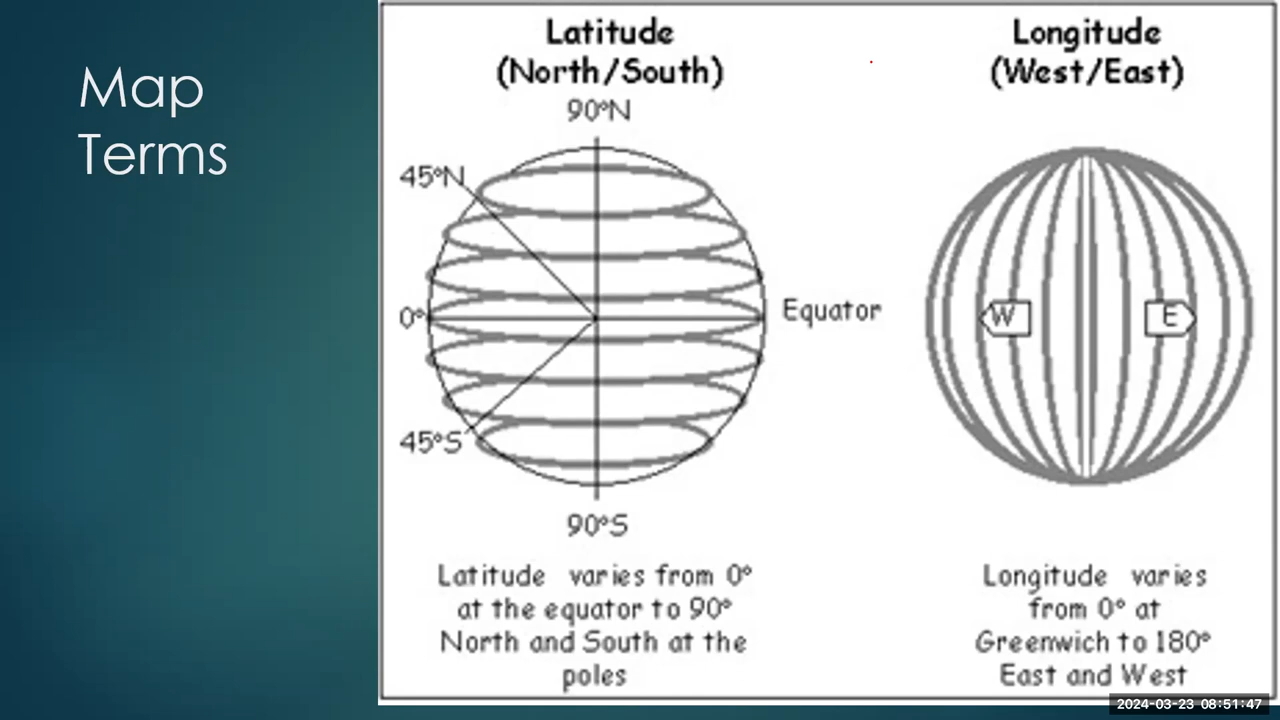 Map
Terms
Latitude
(North/South)
90°N
45°N
0°
Equator
45°S
90°S
Latitude varies from 0°
at the equator to 90°
North and South at the
poles
Longitude
(West/East)
W
E
Longitude varies
from 0° at
Greenwich to 180°
East and West
2024-03-23 08:51:47